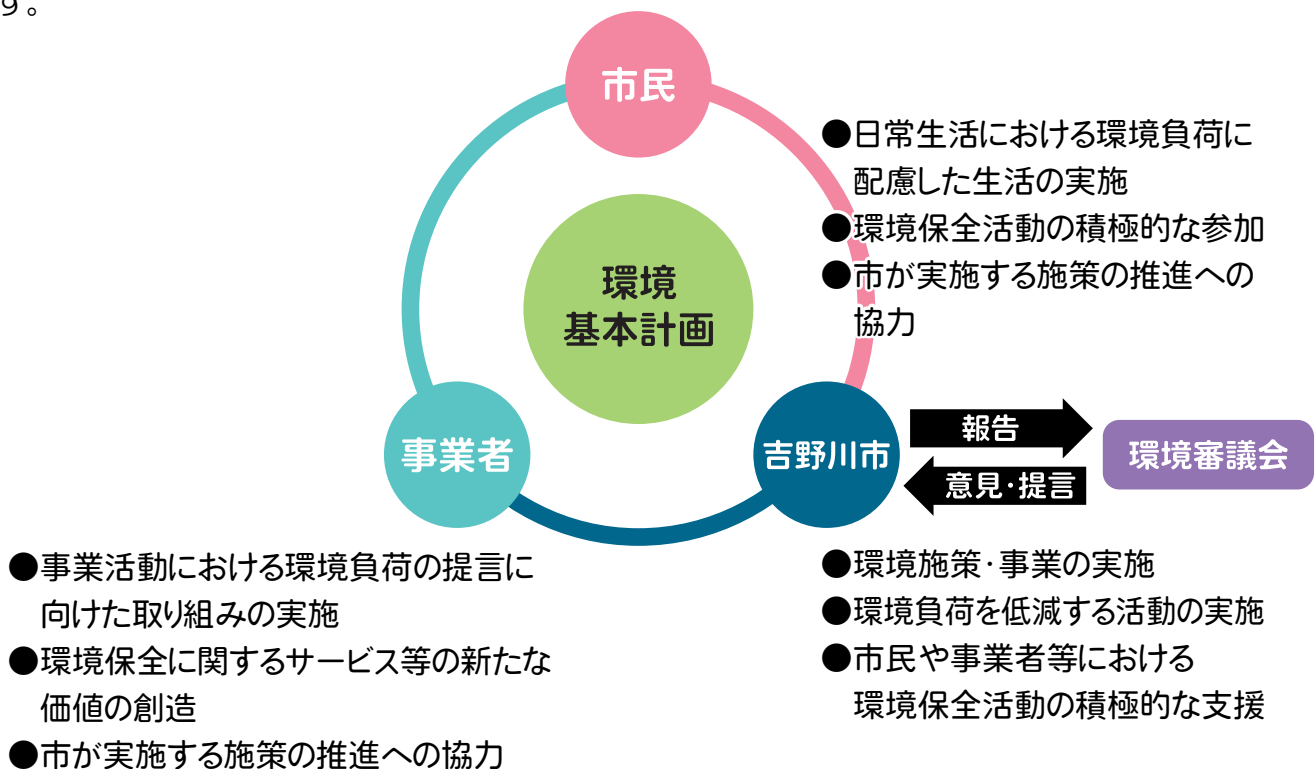 す。
市民
●日常生活における環境負荷に
配慮した生活の実施
●環境保全活動の積極的な参加
●市が実施する施策の推進への
協力
環境
基本計画
事業者
吉野川市
報告
意見・提言
環境審議会
●事業活動における環境負荷の提言に
向けた取り組みの実施
●環境保全に関するサービス等の新たな
価値の創造
●市が実施する施策の推進への協力
●環境施策・事業の実施
●環境負荷を低減する活動の実施
●市民や事業者等における
環境保全活動の積極的な支援